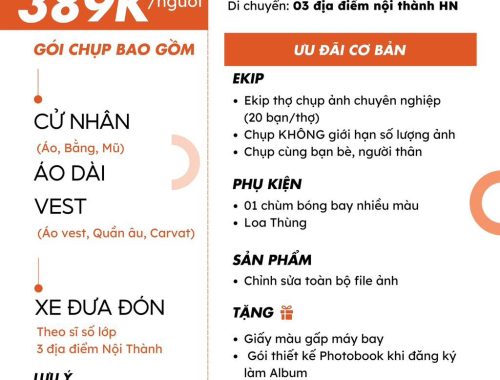 389K/người
GÓI CHỤP BAO GỒM
CỬ NHÂN
(Áo, Bằng, Mũ)
ÁO DÀI
VEST
(Áo vest, Quần âu, Carvat)
XE ĐƯA ĐÓN
Theo sĩ số lớp
3 địa điểm Nội Thành
LƯU Ý
Di chuyển: 03 địa điểm nội thành HN
ƯU ĐÃI CƠ BẢN
EKIP
• Ekip thợ chụp ảnh chuyên nghiệp
(20 bạn/thợ)
• Chụp KHÔNG giới hạn số lượng ảnh
• Chụp cùng bạn bè, người thân
PHỤ KIỆN
• 01 chùm bóng bay nhiều màu
• Loa Thùng
SẢN PHẨM
• Chỉnh sửa toàn bộ file ảnh
TẶNG
• Giấy màu gấp máy bay
• Gói thiết kế Photobook khi đăng ký
làm Album